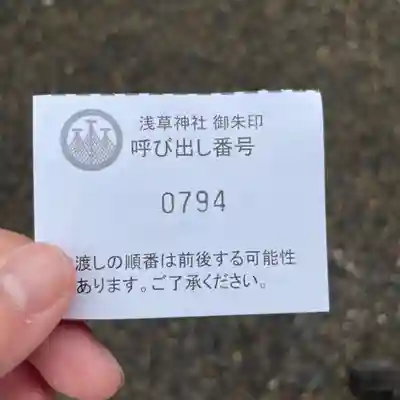 浅草神社 御朱印
呼び出し番号
0794
渡しの順番は前後する可能性
あります。ご了承ください。